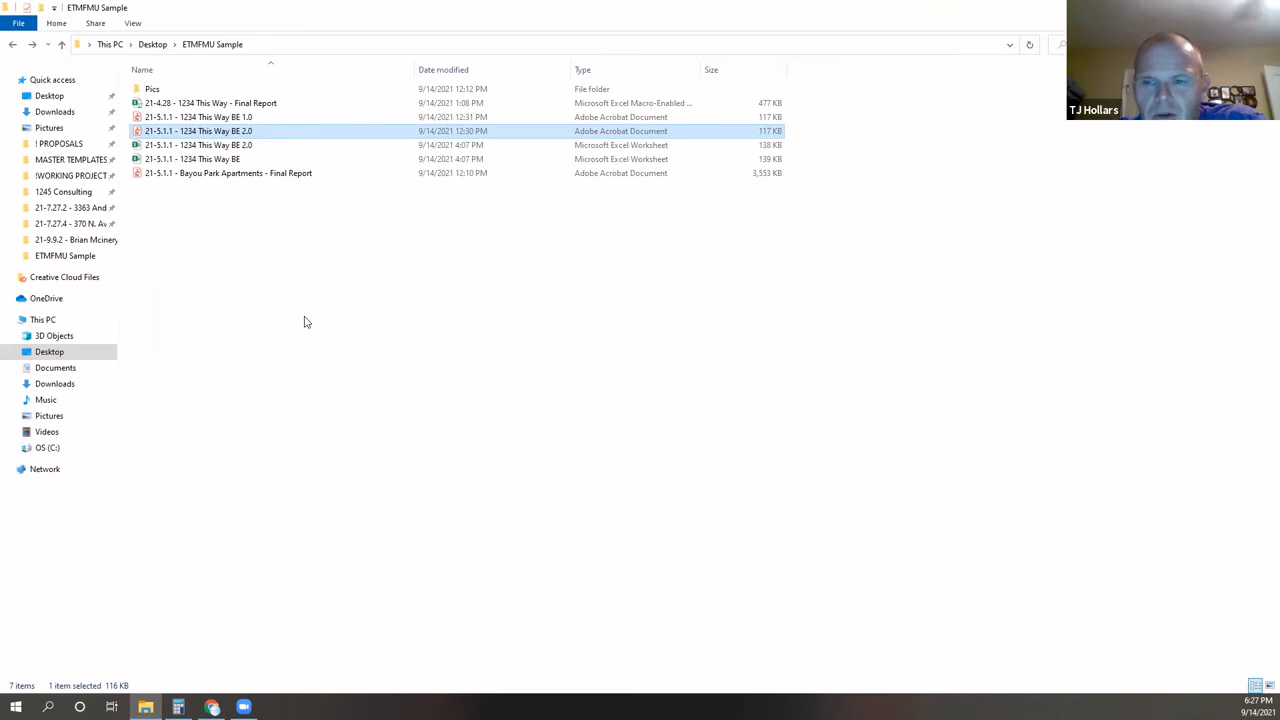 ETMFMU Sample
File Home Share View
This PC Desktop ETMFMU Sample
Name Date modified Type Size
Quick access
Desktop
Downloads
Pictures
! PROPOSALS
MASTER TEMPLATES
!WORKING PROJECT
1245 Consulting
21-7.27.2 - 3363 And
21-7.27.4 - 370 N. Av
21-9.9.2 - Brian Mcinery
ETMFMU Sample
Creative Cloud Files
OneDrive
This PC
3D Objects
Desktop
Documents
Downloads
Music
Pictures
Videos
OS (C:)
Network
Pics 9/14/2021 12:12 PM File folder
21-4.28 - 1234 This Way - Final Report 9/14/2021 1:08 PM Microsoft Excel Macro-Enabled ... 477 KB
21-5.1.1 - 1234 This Way BE 1.0 9/14/2021 12:31 PM Adobe Acrobat Document 117 KB
21-5.1.1 - 1234 This Way BE 2.0 9/14/2021 12:30 PM Adobe Acrobat Document 117 KB
21-5.1.1 - 1234 This Way BE 2.0 9/14/2021 4:07 PM Microsoft Excel Worksheet 138 KB
21-5.1.1 - 1234 This Way BE 9/14/2021 4:07 PM Microsoft Excel Worksheet 139 KB
21-5.1.1 - Bayou Park Apartments - Final Report 9/14/2021 12:10 PM Adobe Acrobat Document 3,553 KB
TJ Hollars
7 items 1 item selected 116 KB
6:27 PM
9/14/2021